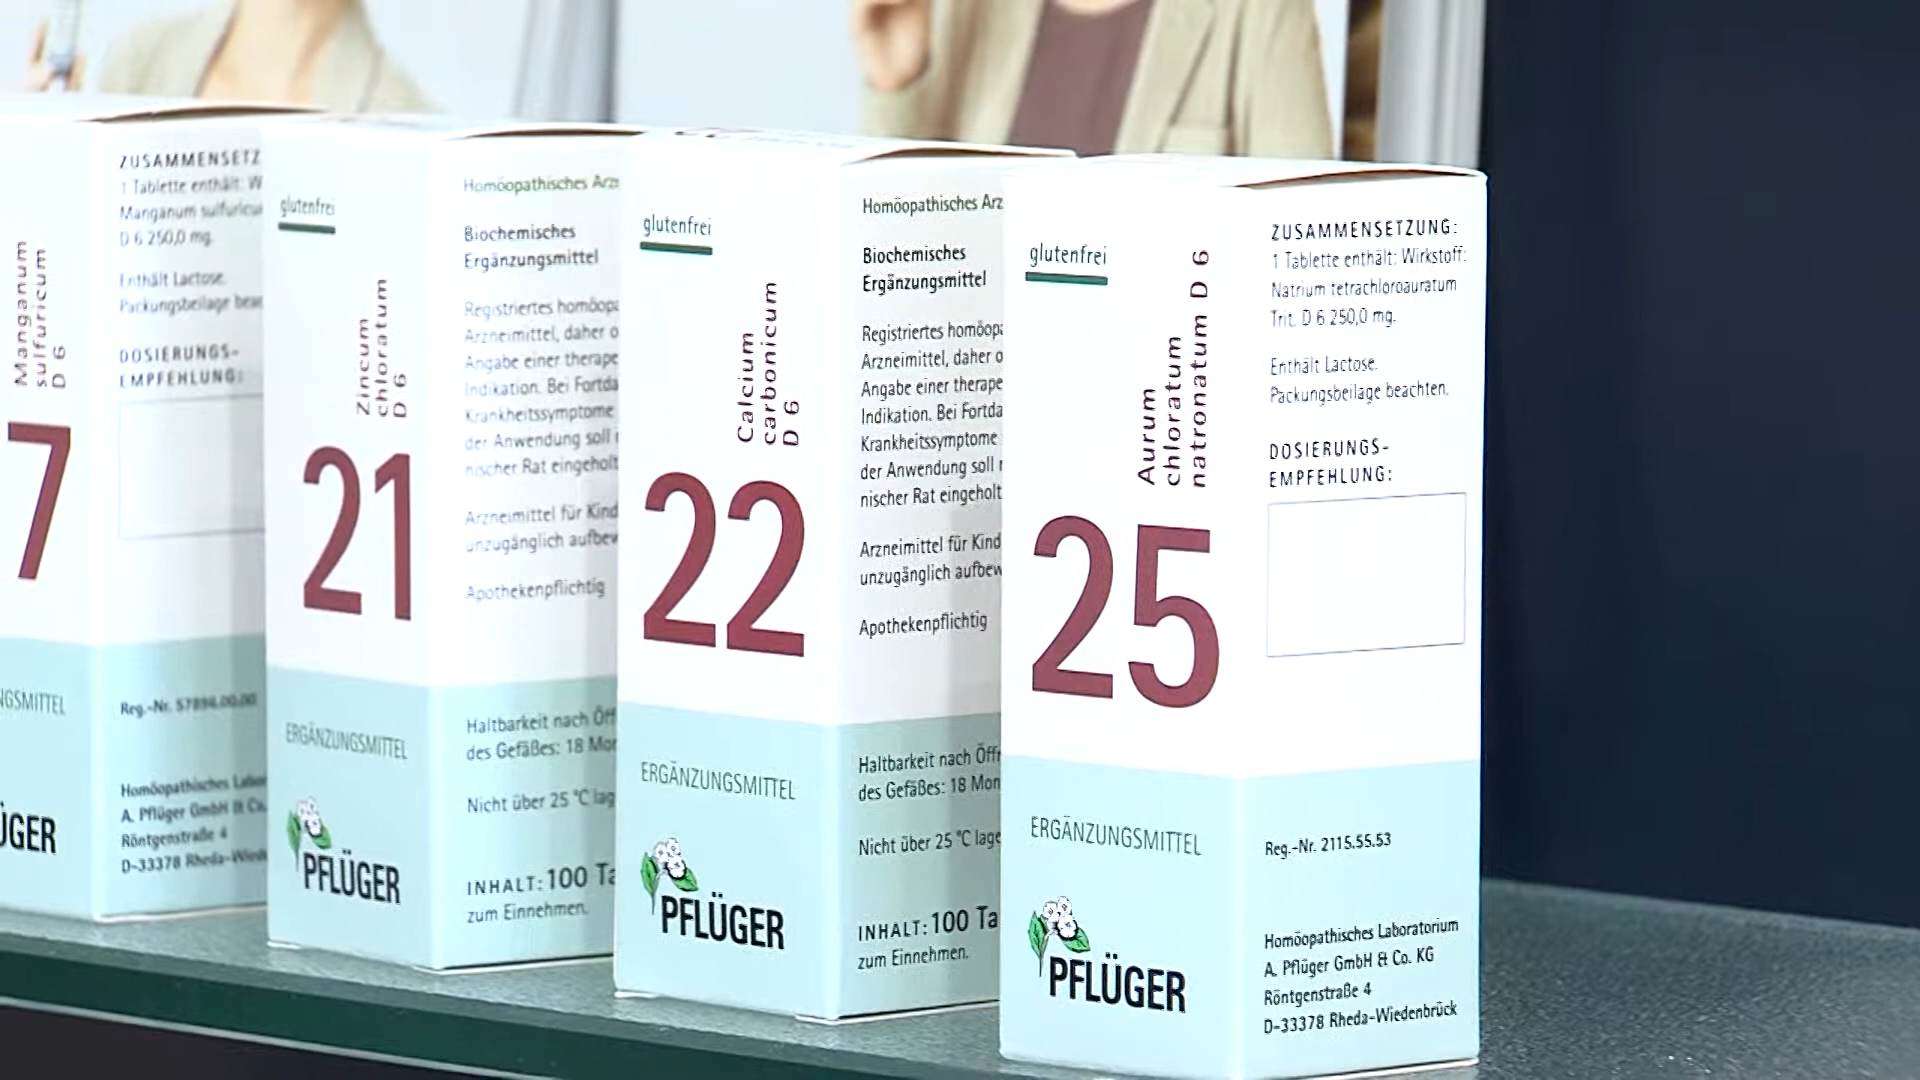 Manganum
sulfuricum
D 6
7
ZUSAMMENSETZ
1 Tablette enthält: W
Manganum sulfuricu
D 6 250,0 mg.
Enthält Lactose.
Packungsbeilage beac
DOSIERUNGS-
EMPFEHLUNG:
NGSMITTEL
ÜGER
Reg.-Nr.
Homöopathisches Labor
A. Pflüger GmbH & Co.
Röntgenstraße 4
D-33378 Rheda-Wied
glutenfrei
Zincum
chloratum
D 6
21
ERGÄNZUNGSMITTEL
PFLÜGER
Homöopathisches Arz
Biochemisches
Ergänzungsmittel
Registriertes homöopa
Arzneimittel, daher o
Angabe einer therape
Indikation. Bei Fortda
Krankheitssymptome
der Anwendung soll
nischer Rat eingeholt
Arzneimittel für Kind
unzugänglich aufbew
Apothekenpflichtig
Haltbarkeit nach Öff
des Gefäßes: 18 Mon
Nicht über 25 °C lag
INHALT: 100 Ta
zum Einnehmen.
glutenfrei
Calcium
carbonicum
D 6
22
ERGÄNZUNGSMITTEL
PFLÜGER
Homöopathisches Arz
Biochemisches
Ergänzungsmittel
Registriertes homöopa
Arzneimittel, daher o
Angabe einer therape
Indikation. Bei Fortda
Krankheitssymptome
der Anwendung soll
nischer Rat eingeholt
Arzneimittel für Kind
unzugänglich aufbew
Apothekenpflichtig
Haltbarkeit nach Öffn
des Gefäßes: 18 Mon
Nicht über 25 °C lage
INHALT: 100 Ta
zum Einnehmen.
glutenfrei
Aurum
chloratum
natronatum D 6
25
ERGÄNZUNGSMITTEL
PFLÜGER
ZUSAMMENSETZUNG:
1 Tablette enthält: Wirkstoff:
Natrium tetrachloroauratum
Trit. D 6 250,0 mg.
Enthält Lactose.
Packungsbeilage beachten.
DOSIERUNGS-
EMPFEHLUNG:
Reg.-Nr. 2115.55.53
Homöopathisches Laboratorium
A. Pflüger GmbH & Co. KG
Röntgenstraße 4
D-33378 Rheda-Wiedenbrück